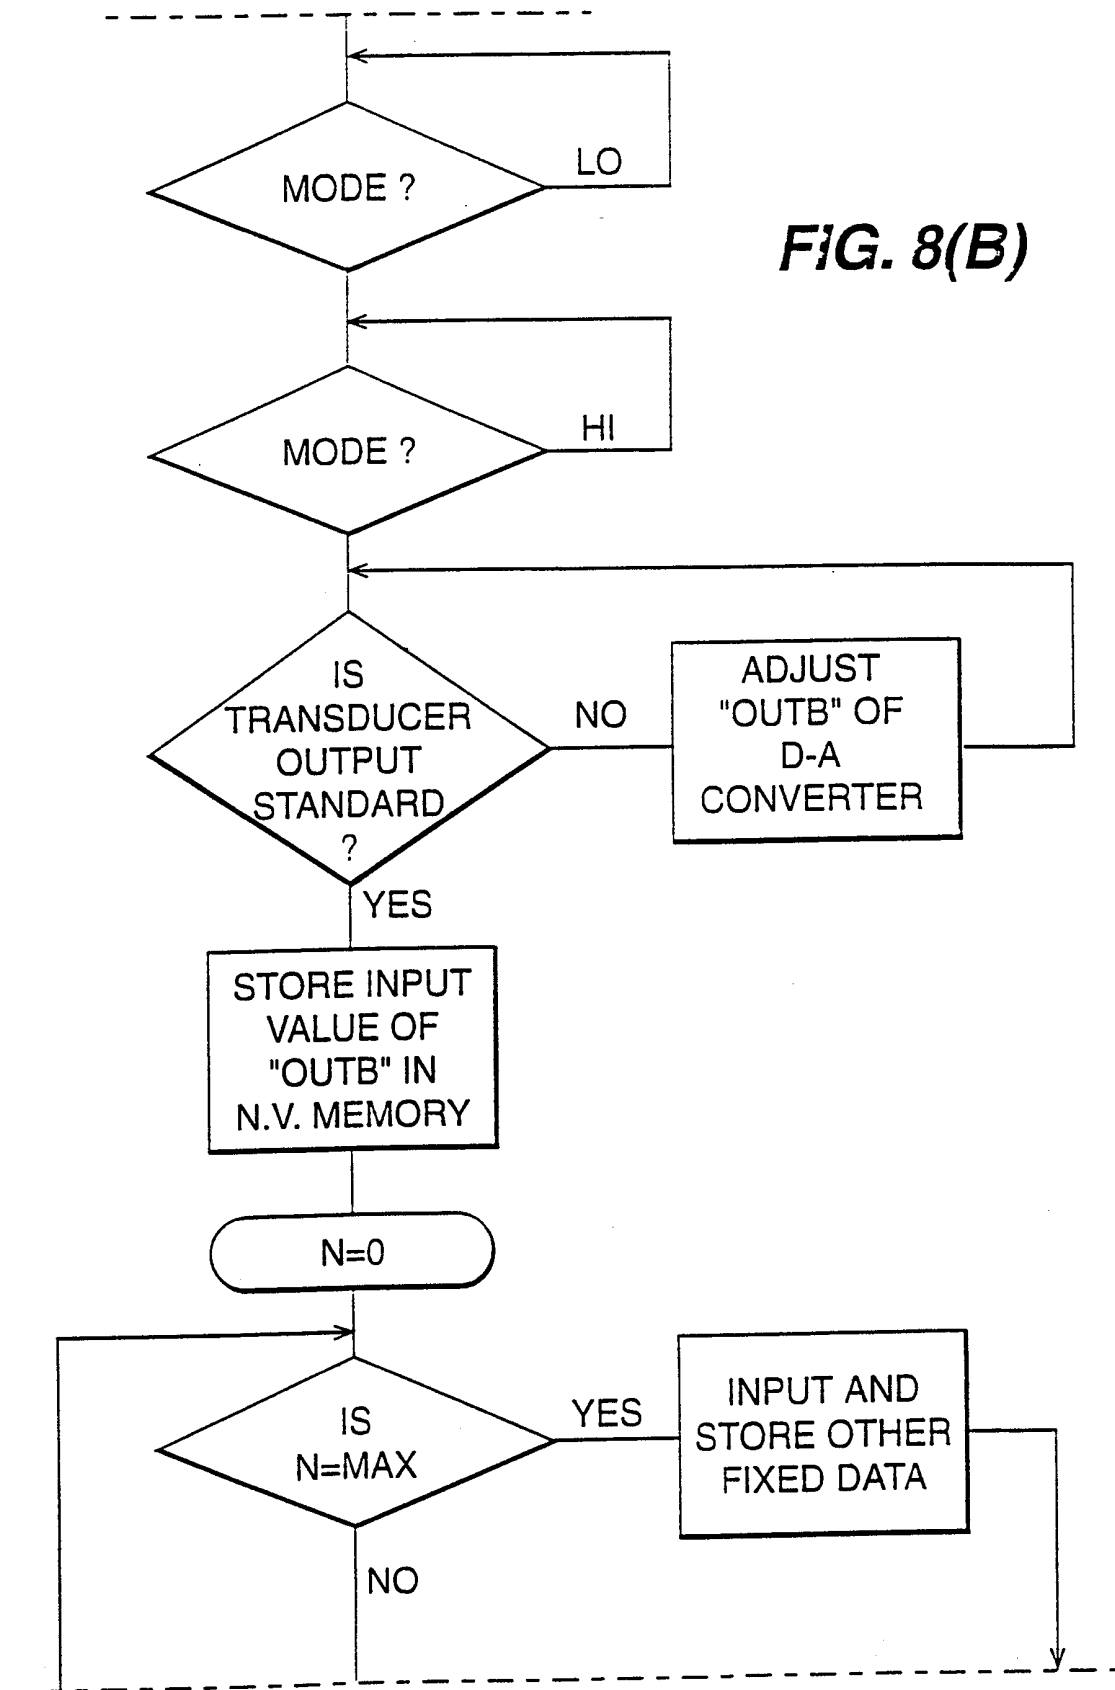 LO
MODE ?
FIG. 8(B)
HI
MODE ?
IS
TRANSDUCER
OUTPUT
STANDARD
?
NO
ADJUST
"OUTB" OF
D-A
CONVERTER
YES
STORE INPUT
VALUE OF
"OUTB" IN
N.V. MEMORY
N=0
IS
N=MAX
YES
INPUT AND
STORE OTHER
FIXED DATA
NO